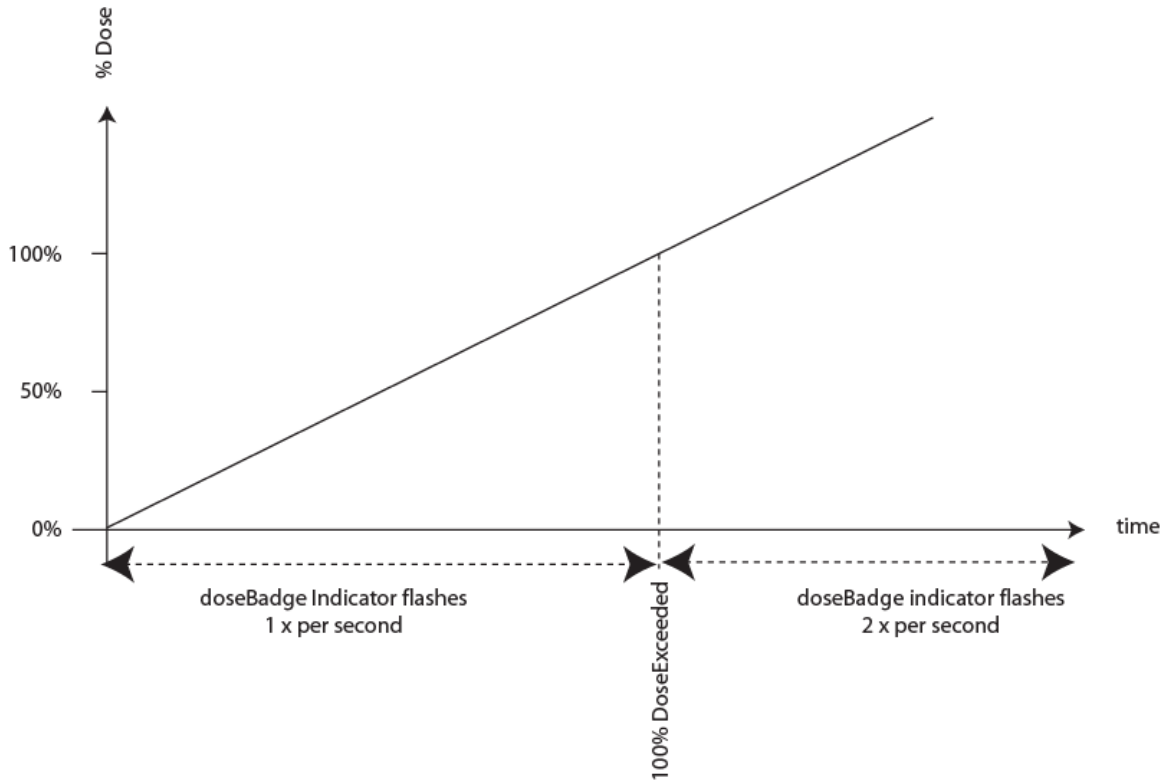 % Dose
100%
50%
0%
time
doseBadge Indicator flashes
1 x per second
100% DoseExceeded
doseBadge indicator flashes
2 x per second